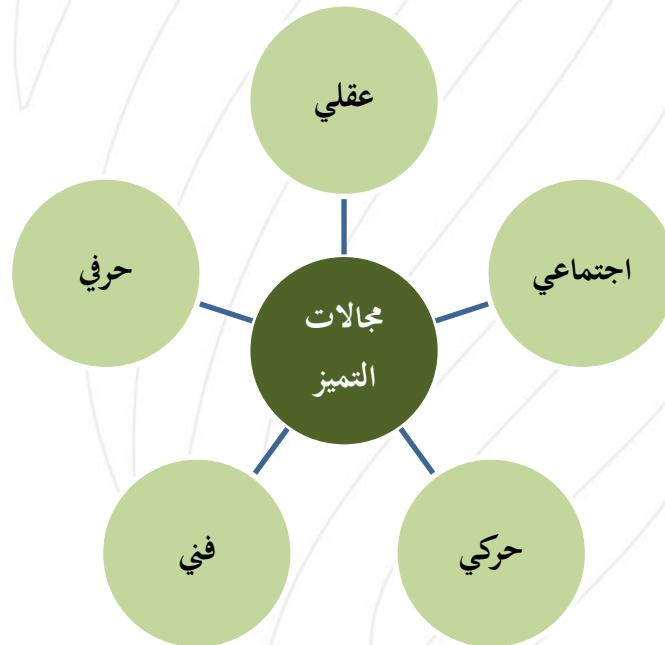 عقلي
اجتماعي
حرفي
مجالات
التميز
حركي
فني